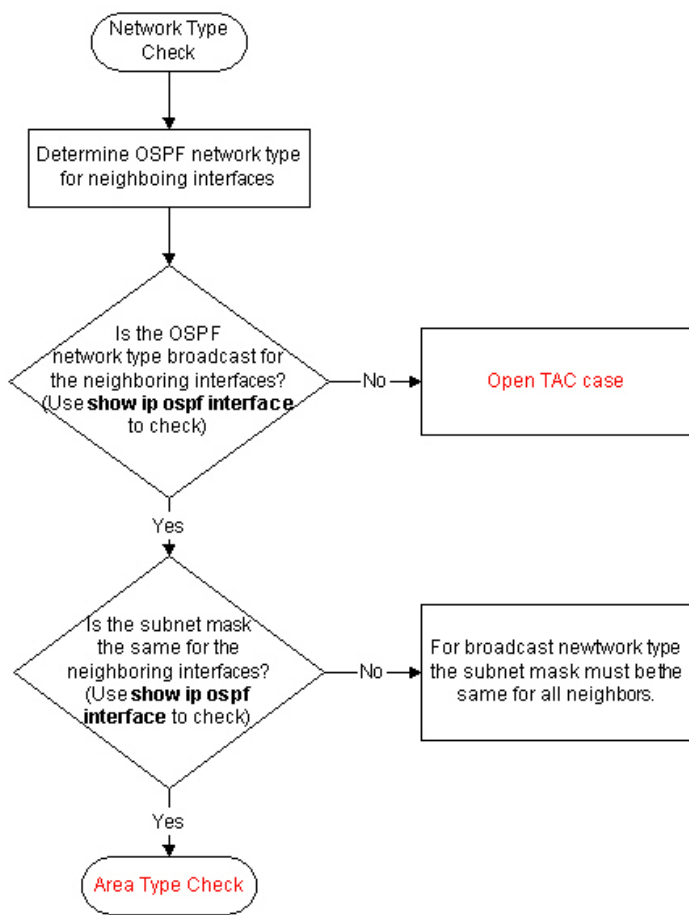 Network Type
Check
Determine OSPF network type
for neighboing interfaces
Is the OSPF
network type broadcast for
the neighboring interfaces?
(Use show ip ospf interface
to check)
No
Open TAC case
Yes
Is the subnet mask
the same for the
neighboring interfaces?
(Use show ip ospf
interface to check)
No
For broadcast newtwork type
the subnet mask must be the
same for all neighbors.
Yes
Area Type Check